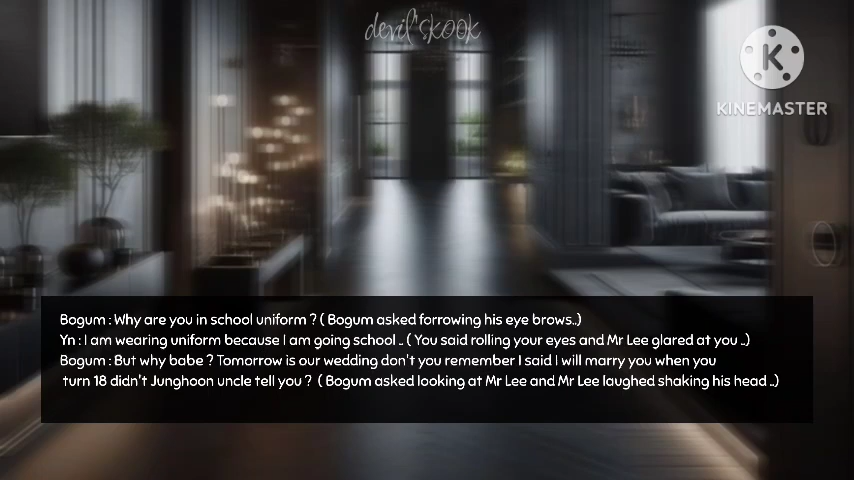 devil'skook
KINEMASTER
Bogum : Why are you in school uniform ? ( Bogum asked forrowing his eye brows..)
Yn : I am wearing uniform because I am going school .. ( You said rolling your eyes and Mr Lee glared at you ..)
Bogum : But why babe ? Tomorrow is our wedding don't you remember I said I will marry you when you
turn 18 didn't Junghoon uncle tell you ? ( Bogum asked looking at Mr Lee and Mr Lee laughed shaking his head ..)